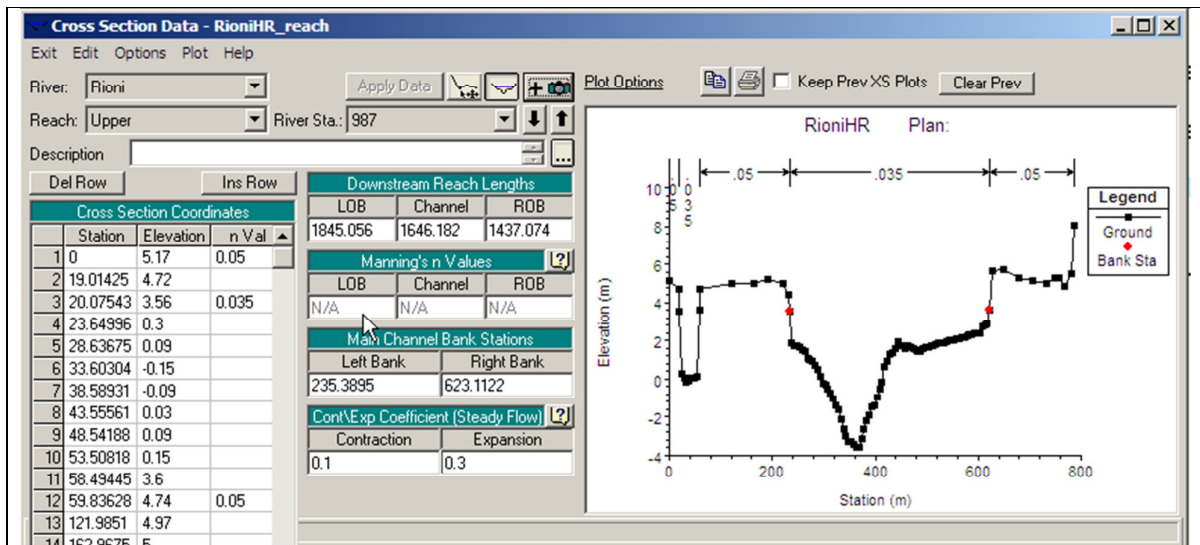 Cross Section Data - RioniHR_reach
Exit Edit Options Plot Help
River: Rioni
Apply Data
Plot Options
Keep Prev XS Plots
Clear Prev
Reach: Upper
River Sta.: 987
Description
...
Del Row
Ins Row
Cross Section Coordinates
Station Elevation n Val
1 0 5.17 0.05
2 19.01425 4.72
3 20.07543 3.56 0.035
4 23.64996 0.3
5 28.63675 0.09
6 33.60304 -0.15
7 38.58931 -0.09
8 43.55561 0.03
9 48.54188 0.09
10 53.50818 0.15
11 58.49445 3.6
12 59.83628 4.74 0.05
13 121.9851 4.97
14 162.9675 5
Downstream Reach Lengths
LOB Channel ROB
1845.056 1646.182 1437.074
Manning's n Values
LOB Channel ROB
N/A N/A N/A
Main Channel Bank Stations
Left Bank Right Bank
235.3895 623.1122
Cont\Exp Coefficient (Steady Flow)
Contraction Expansion
0.1 0.3
RioniHR Plan:
.05 .035 .05 .035 .05
Legend
Ground
Bank Sta
Elevation (m)
10
8
6
4
2
0
-2
-4
0 200 400 600 800
Station (m)